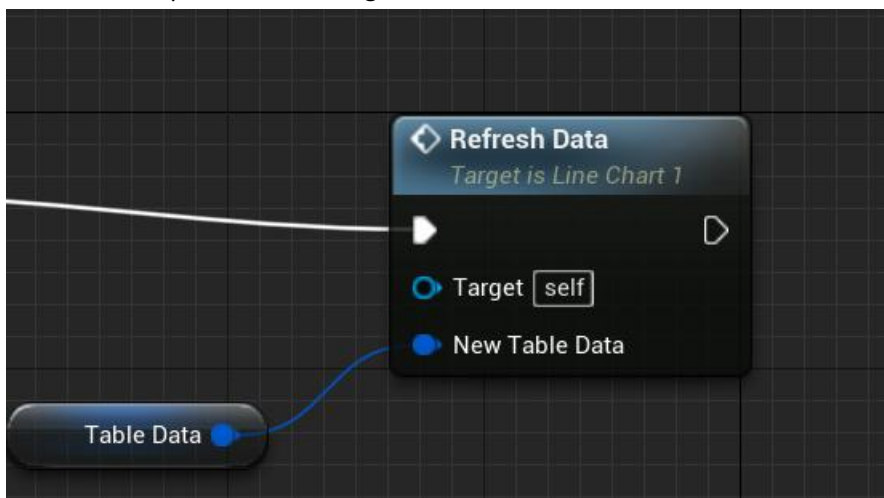 Refresh Data
Target is Line Chart 1
Target self
New Table Data
Table Data